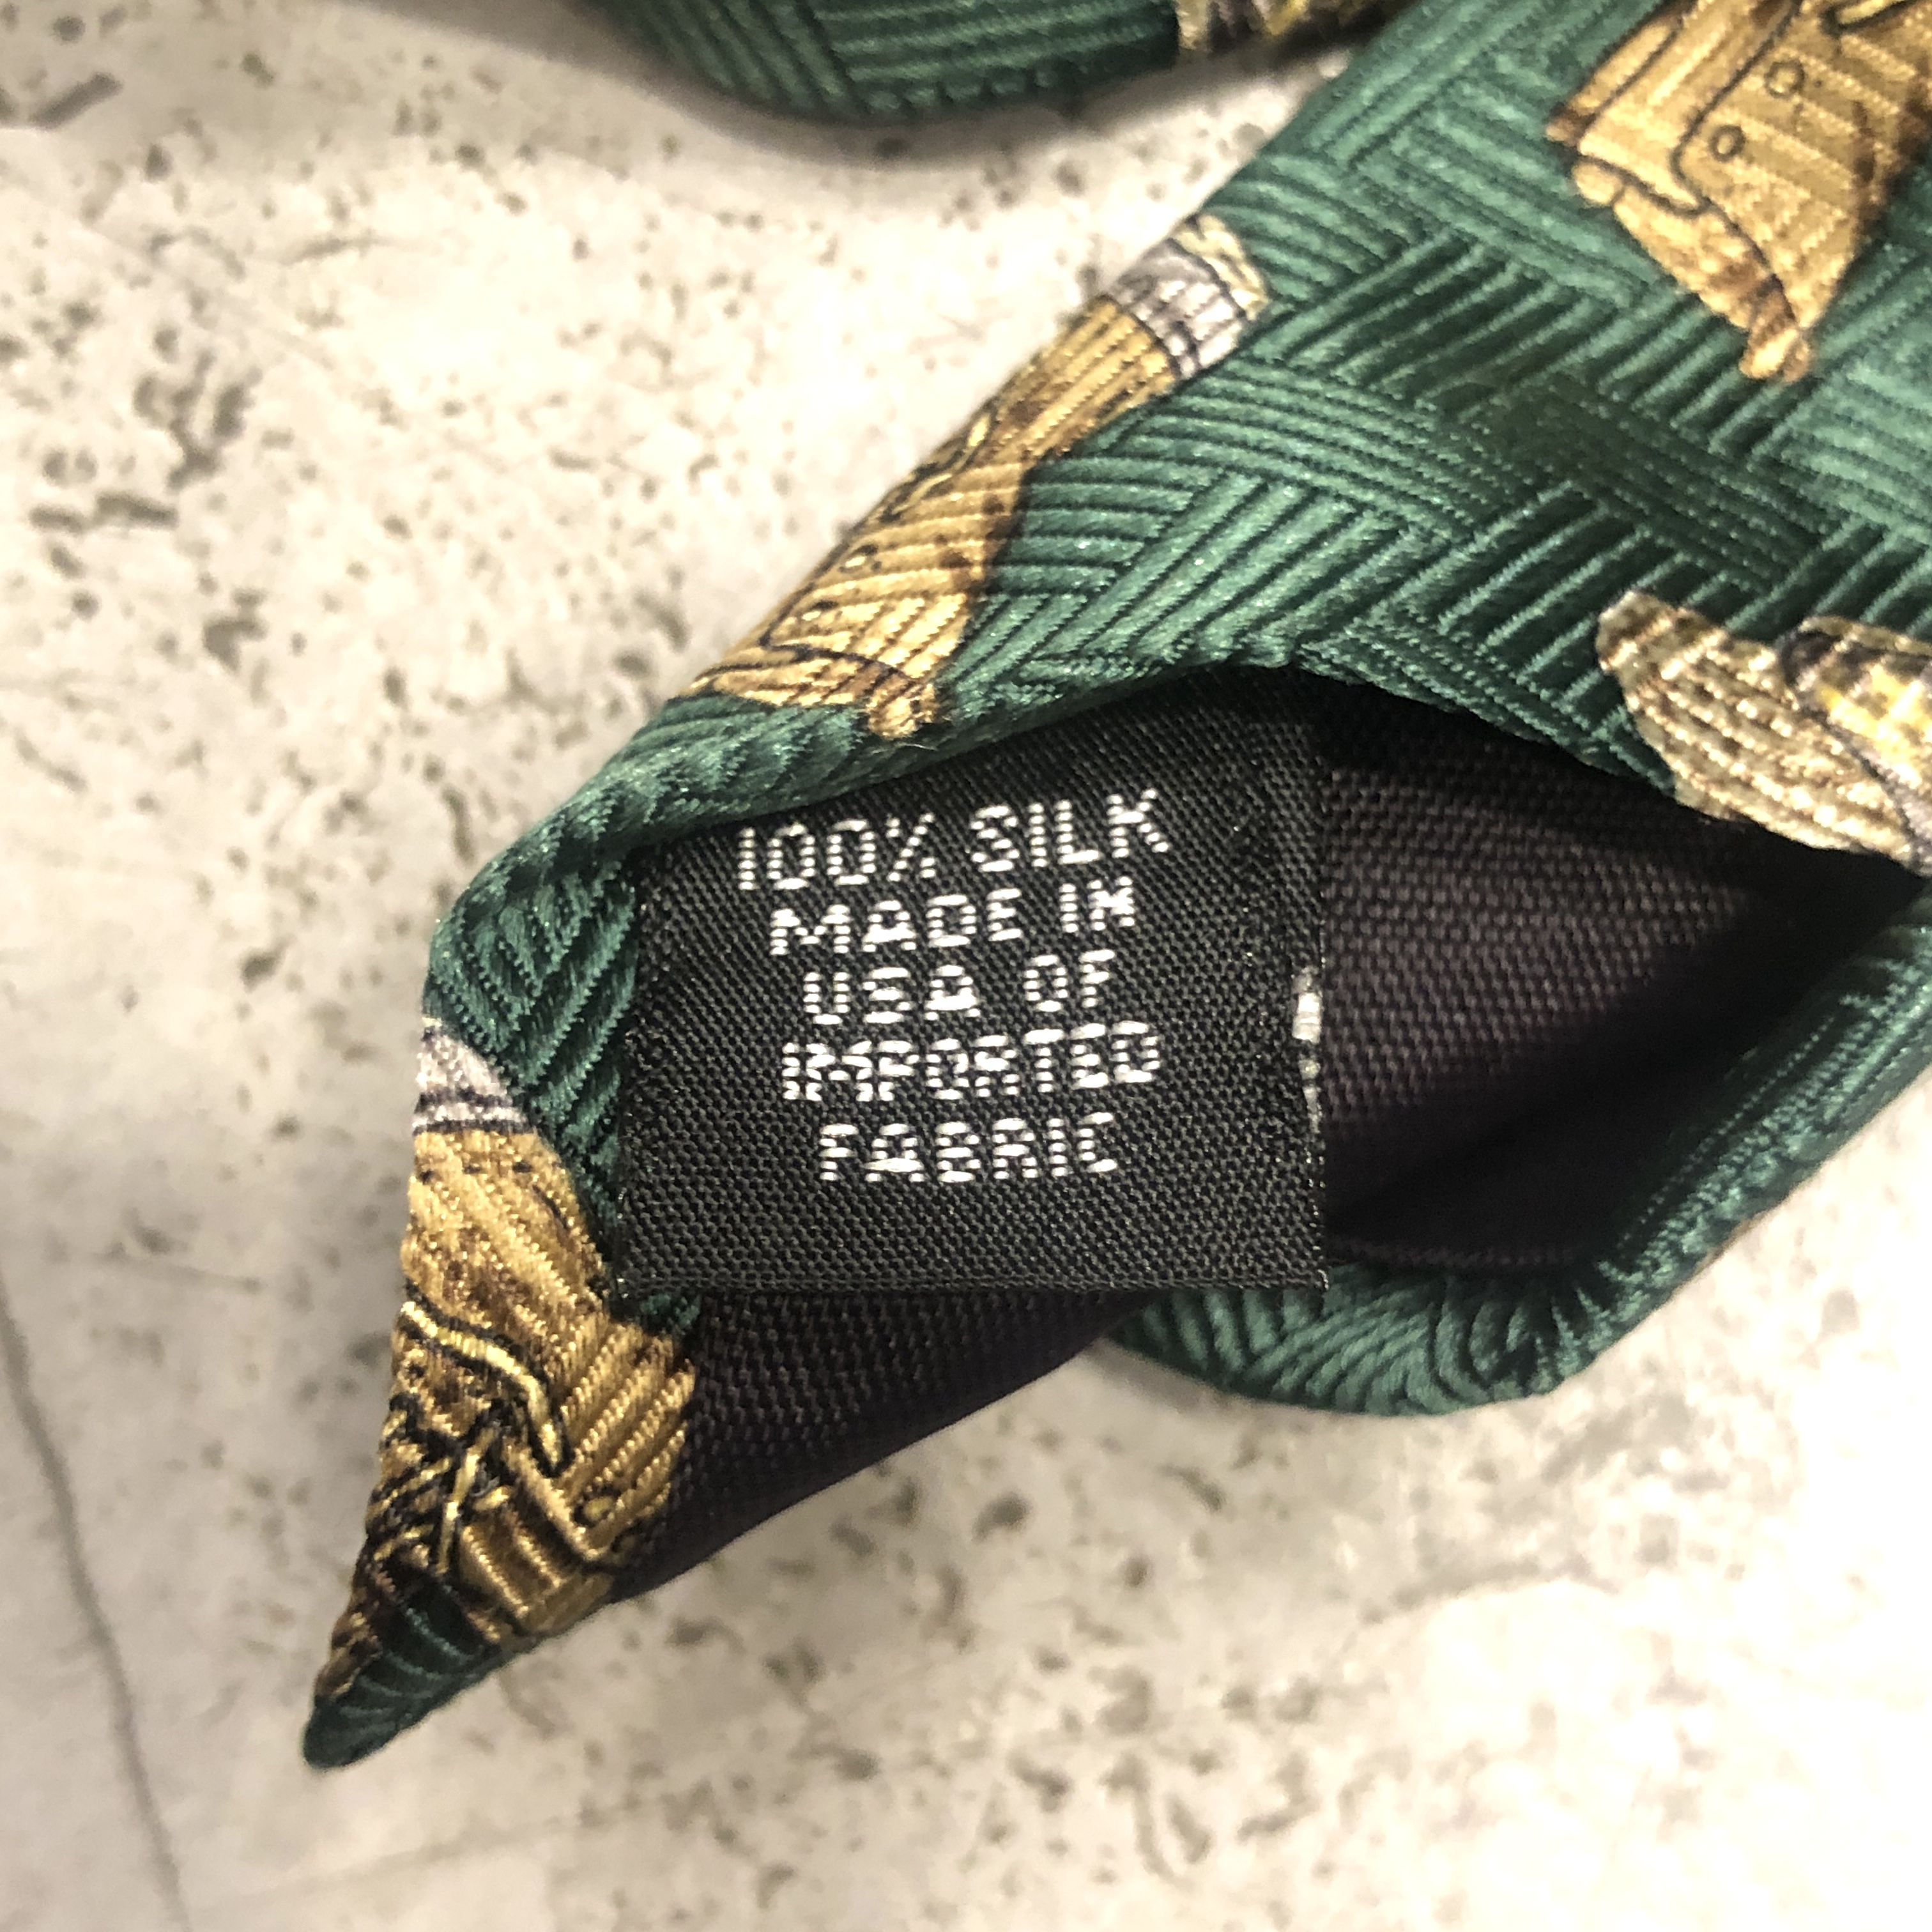 100% SILK
MADE IN
USA OF
IMPORTED
FABRIC